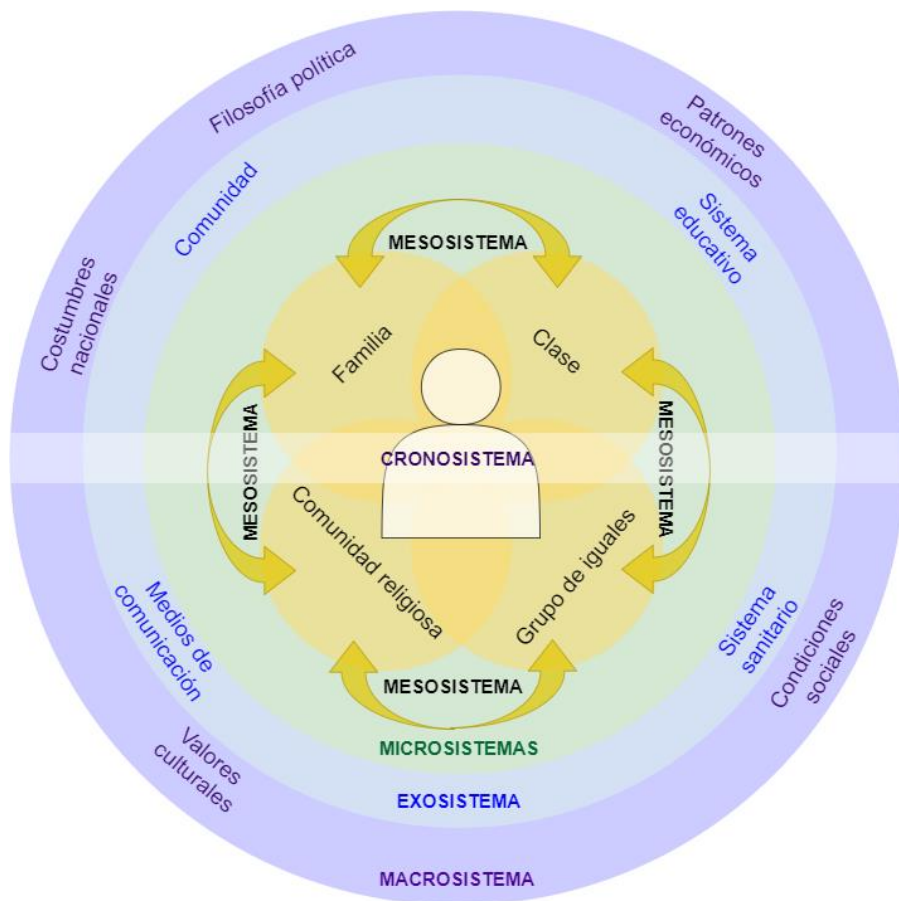 Filosofía política
Patrones
económicos
Comunidad
Sistema
educativo
Costumbres
nacionales
MESOSISTEMA
Familia
Clase
MESOSISTEMA
CRONOSISTEMA
MESOSISTEMA
Comunidad religiosa
Grupo de iguales
Medios de
comunicación
Sistema
sanitario
Condiciones
sociales
MESOSISTEMA
Valores
culturales
MICROSISTEMAS
EXOSISTEMA
MACROSISTEMA